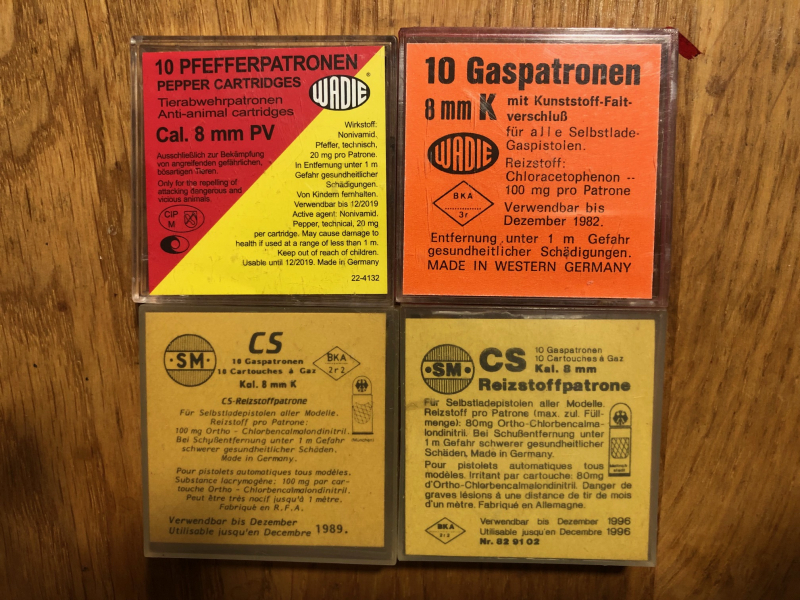 10 PFEFFERPATRONEN
PEPPER CARTRIDGES
Tierabwehrpatronen
Anti-animal cartridges
Cal. 8 mm PV
WADIE
®
Ausschließlich zur Bekämpfung
von angreifenden gefährlichen,
bösartigen Tieren.
Only for the repelling of
attacking dangerous and
vicious animals.
CIP
M
Wirkstoff:
Nonivamid.
Pfeffer, technisch,
20 mg pro Patrone.
In Entfernung unter 1 m
Gefahr gesundheitlicher
Schädigungen.
Von Kindern fernhalten.
Verwendbar bis 12/2019
Active agent: Nonivamid.
Pepper, technical, 20 mg
per cartridge. May cause damage to
health if used at a range of less than 1 m.
Keep out of reach of children.
Usable until 12/2019. Made in Germany
22-4132
10 Gaspatronen
8 mm K mit Kunststoff-Falt-
verschluß
für alle Selbstlade-
Gaspistolen.
WADIE
Reizstoff:
Chloracetophenon --
100 mg pro Patrone
BKA
3r
Verwendbar bis
Dezember 1982.
Entfernung unter 1 m Gefahr
gesundheitlicher Schädigungen.
MADE IN WESTERN GERMANY
SM
CS
10 Gaspatronen
10 Cartouches à Gaz
Kal. 8 mm K
BKA
2r2
CS-Reizstoffpatrone
Für Selbstladepistolen aller Modelle.
Reizstoff pro Patrone:
100 mg Ortho - Chlorbencalmalondinitril.
Bei Schußentfernung unter 1 m Gefahr
schwerer gesundheitlicher Schäden.
Made in Germany.
Pour pistolets automatiques tous modèles.
Substance lacrymogène: 100 mg par car-
touche Ortho - Chlorbencalmalondinitril.
Peut être très nocif jusqu'à 1 mètre.
Fabriqué en R.F.A.
Verwendbar bis Dezember
Utilisable jusqu'en Decembre 1989.
SM
CS
10 Gaspatronen
10 Cartouches à Gaz
Kal. 8 mm
Reizstoffpatrone
Für Selbstladepistolen aller Modelle.
Reizstoff pro Patrone (max. zul. Füll-
menge): 80mg Ortho-Chlorbencalma-
londinitril. Bei Schußentfernung unter
1 m Gefahr schwerer gesundheitlicher
Schäden, Made in Germany.
Pour pistolets automatiques tous
modèles. Irritant par cartouche: 80mg
d'Ortho-Chlorbencalmalondinitril. Danger de
graves lésions à une distance de tir de mois
d'un mètre. Fabriqué en Allemagne.
BKA
Verwendbar bis Dezember 1996
Utilisable jusqu'en Decembre 1996
Nr. 82 91 02